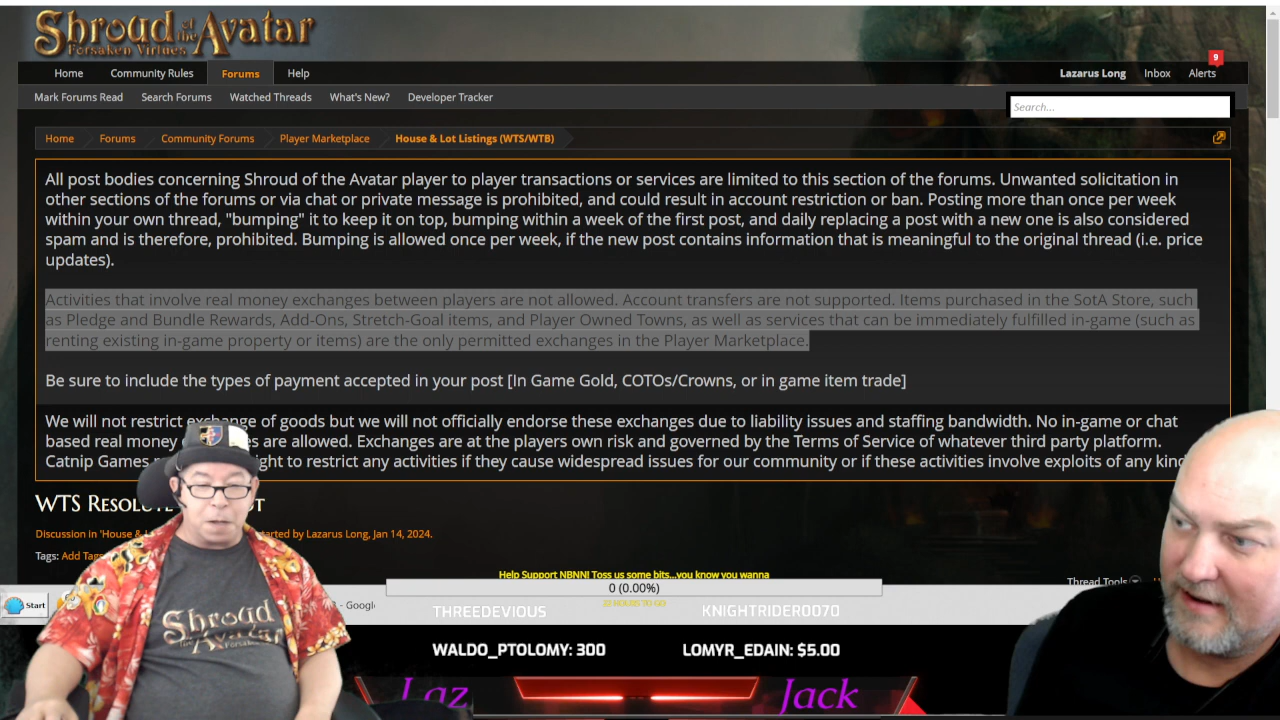 Shroud of the Avatar
Forsaken Virtues
9
Home Community Rules Forums Help Lazarus Long Inbox Alerts
Mark Forums Read Search Forums Watched Threads What's New? Developer Tracker
Search...
Home Forums Community Forums Player Marketplace House & Lot Listings (WTS/WTB)
All post bodies concerning Shroud of the Avatar player to player transactions or services are limited to this section of the forums. Unwanted solicitation in
other sections of the forums or via chat or private message is prohibited, and could result in account restriction or ban. Posting more than once per week
within your own thread, "bumping" it to keep it on top, bumping within a week of the first post, and daily replacing a post with a new one is also considered
spam and is therefore, prohibited. Bumping is allowed once per week, if the new post contains information that is meaningful to the original thread (i.e. price
updates).
Activities that involve real money exchanges between players are not allowed. Account transfers are not supported. Items purchased in the SotA Store, such
as Pledge and Bundle Rewards, Add-Ons, Stretch-Goal items, and Player Owned Towns, as well as services that can be immediately fulfilled in-game (such as
renting existing in-game property or items) are the only permitted exchanges in the Player Marketplace.
Be sure to include the types of payment accepted in your post [In Game Gold, COTOs/Crowns, or in game item trade]
We will not restrict exchange of goods but we will not officially endorse these exchanges due to liability issues and staffing bandwidth. No in-game or chat
based real money are allowed. Exchanges are at the players own risk and governed by the Terms of Service of whatever third party platform.
Catnip Games to restrict any activities if they cause widespread issues for our community or if these activities involve exploits of any kind
WTS
Discussion in 'House & by Lazarus Long, Jan 14, 2024.
Tags: Add Tags
Help Support NBNN! Toss us some bits...you know you wanna
Thread Tools
0 (0.00%)
Start - Google
22 HOURS TO GO
THREEDEVIOUS KNIGHTRIDER0070
Shroud
of the Avatar
WALDO_PTOLOMY: 300 LOMYR_EDAIN: $5.00
Laz Jack